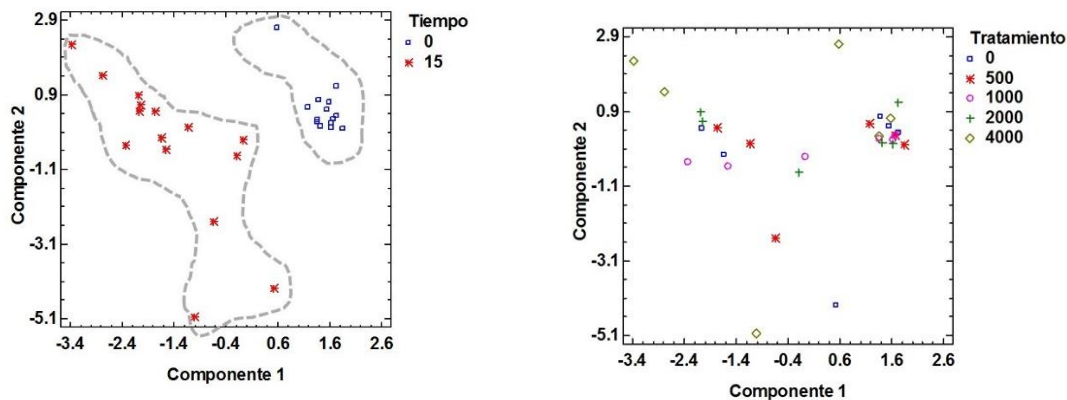 Tiempo
0
15
2.9
0.9
-1.1
-3.1
-5.1
Componente 2
-3.4 -2.4 -1.4 -0.4 0.6 1.6 2.6
Componente 1
Tratamiento
0
500
1000
2000
4000
2.9
0.9
-1.1
-3.1
-5.1
Componente 2
-3.4 -2.4 -1.4 -0.4 0.6 1.6 2.6
Componente 1